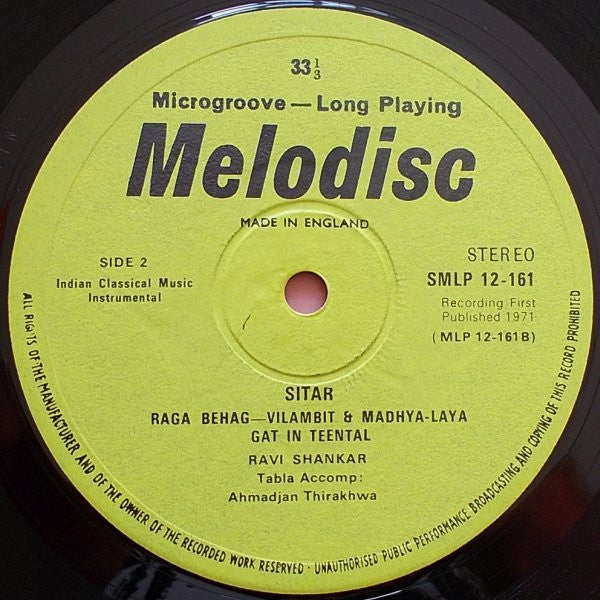 33 1/3
Microgroove — Long Playing
Melodisc
MADE IN ENGLAND
SIDE 2
Indian Classical Music
Instrumental
STEREO
SMLP 12-161
Recording First
Published 1971
(MLP 12-161B)
SITAR
RAGA BEHAG—VILAMBIT & MADHYA-LAYA
GAT IN TEENTAL
RAVI SHANKAR
Tabla Accomp:
Ahmadjan Thirakhwa
ALL RIGHTS OF THE MANUFACTURER AND OF THE OWNER OF THE RECORDED WORK RESERVED · UNAUTHORISED PUBLIC PERFORMANCE BROADCASTING AND COPYING OF THIS RECORD PROHIBITED